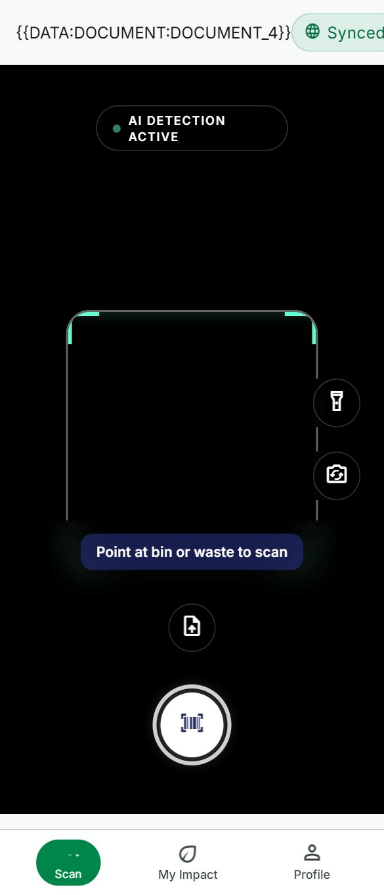 {{DATA:DOCUMENT:DOCUMENT_4}} Synced
AI DETECTION
ACTIVE
Point at bin or waste to scan
Scan My Impact Profile